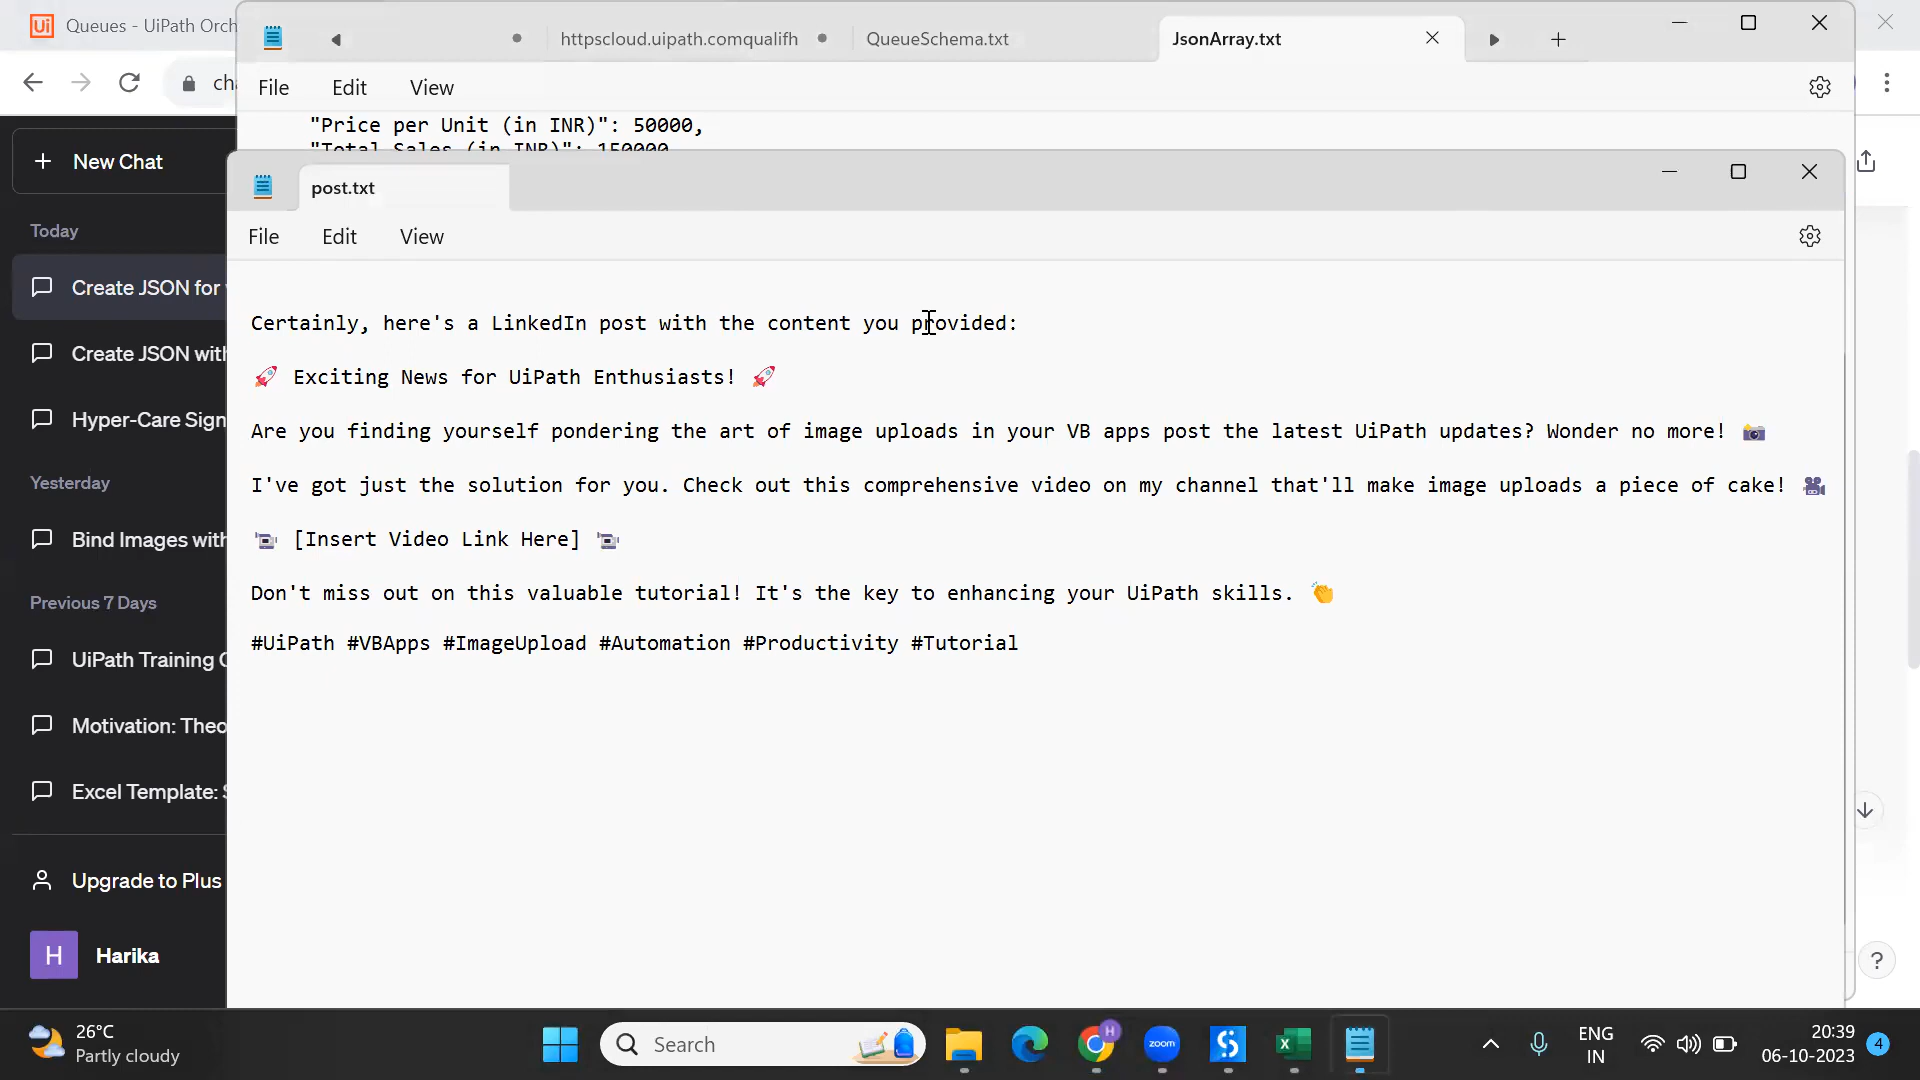 Queues - UiPath Orch
httpscloud.uipath.comqualifh
QueueSchema.txt
JsonArray.txt
File Edit View
"Price per Unit (in INR)": 50000,
"Total Sales (in INR)": 150000
New Chat
Today
Create JSON for
Create JSON with
Hyper-Care Sign
Yesterday
Bind Images with
Previous 7 Days
UiPath Training
Motivation: Theo
Excel Template:
Upgrade to Plus
H Harika
post.txt
File Edit View
Certainly, here's a LinkedIn post with the content you provided:
🚀 Exciting News for UiPath Enthusiasts! 🚀
Are you finding yourself pondering the art of image uploads in your VB apps post the latest UiPath updates? Wonder no more! 📸
I've got just the solution for you. Check out this comprehensive video on my channel that'll make image uploads a piece of cake! 🎥
📹 [Insert Video Link Here] 📹
Don't miss out on this valuable tutorial! It's the key to enhancing your UiPath skills. 👏
#UiPath #VBApps #ImageUpload #Automation #Productivity #Tutorial
26°C
Partly cloudy
Search
zoom
H
ENG
IN
20:39
06-10-2023
4